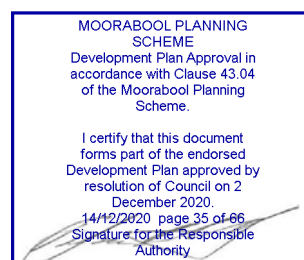 MOORABOOL PLANNING
SCHEME
Development Plan Approval in
accordance with Clause 43.04
of the Moorabool Planning
Scheme.
I certify that this document
forms part of the endorsed
Development Plan approved by
resolution of Council on 2
December 2020.
14/12/2020 page 35 of 66
Signature for the Responsible
Authority